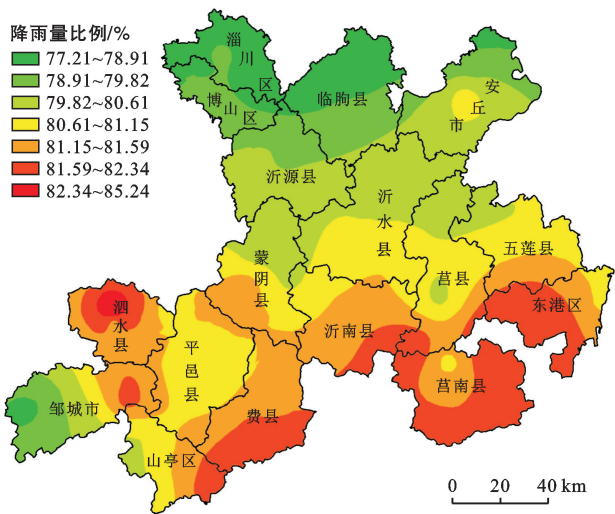 降雨量比例/%
77.21~78.91
78.91~79.82
79.82~80.61
80.61~81.15
81.15~81.59
81.59~82.34
82.34~85.24
淄川区
博山区
临朐县
安丘市
沂源县
沂水县
蒙阴县
五莲县
莒县
东港区
泗水县
沂南县
平邑县
莒南县
邹城市
费县
山亭区
0 20 40 km